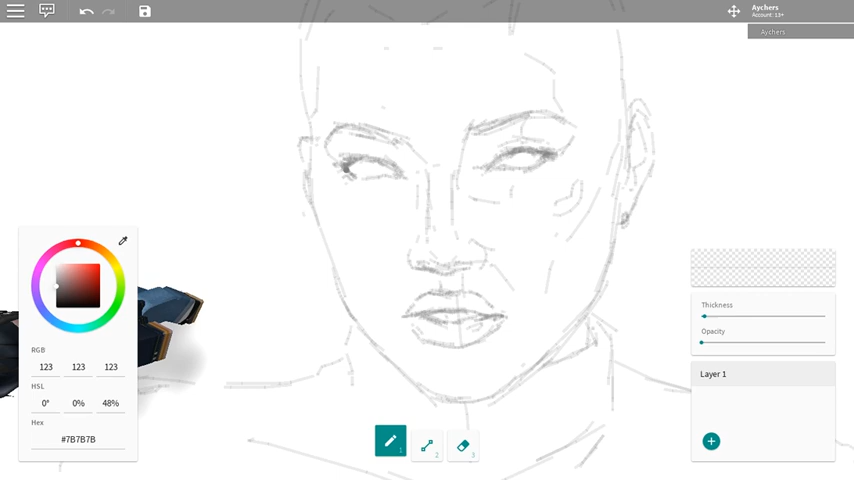 Aychers
Account: 13+
Aychers
RGB
123 123 123
HSL
0° 0% 48%
Hex
#7B7B7B
1
2
3
Thickness
Opacity
Layer 1